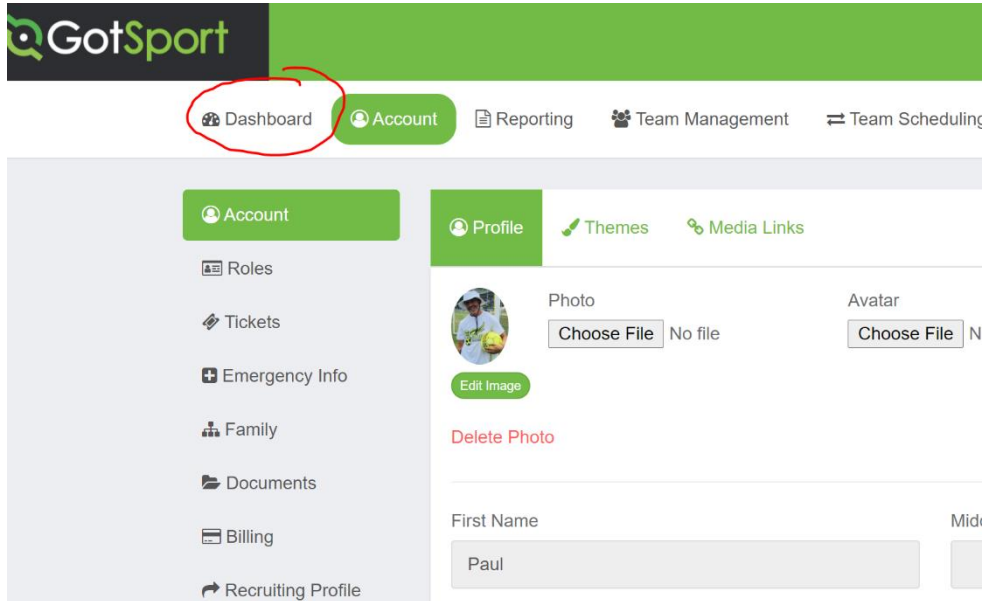 GotSport
Dashboard Account Reporting Team Management Team Scheduling
Account
Profile Themes Media Links
Roles
Photo Avatar
Tickets
Choose File No file Choose File N
Emergency Info
Edit Image
Family
Delete Photo
Documents
First Name Midd
Billing
Paul
Recruiting Profile